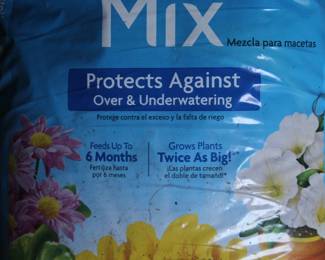 Mix
Mezcla para macetas
Protects Against
Over & Underwatering
Protege contra el exceso y la falta de riego
Feeds Up To
6 Months
Fertiliza hasta
por 6 meses
Grows Plants
Twice As Big!*
¡Las plantas crecen
el doble de tamaño!*